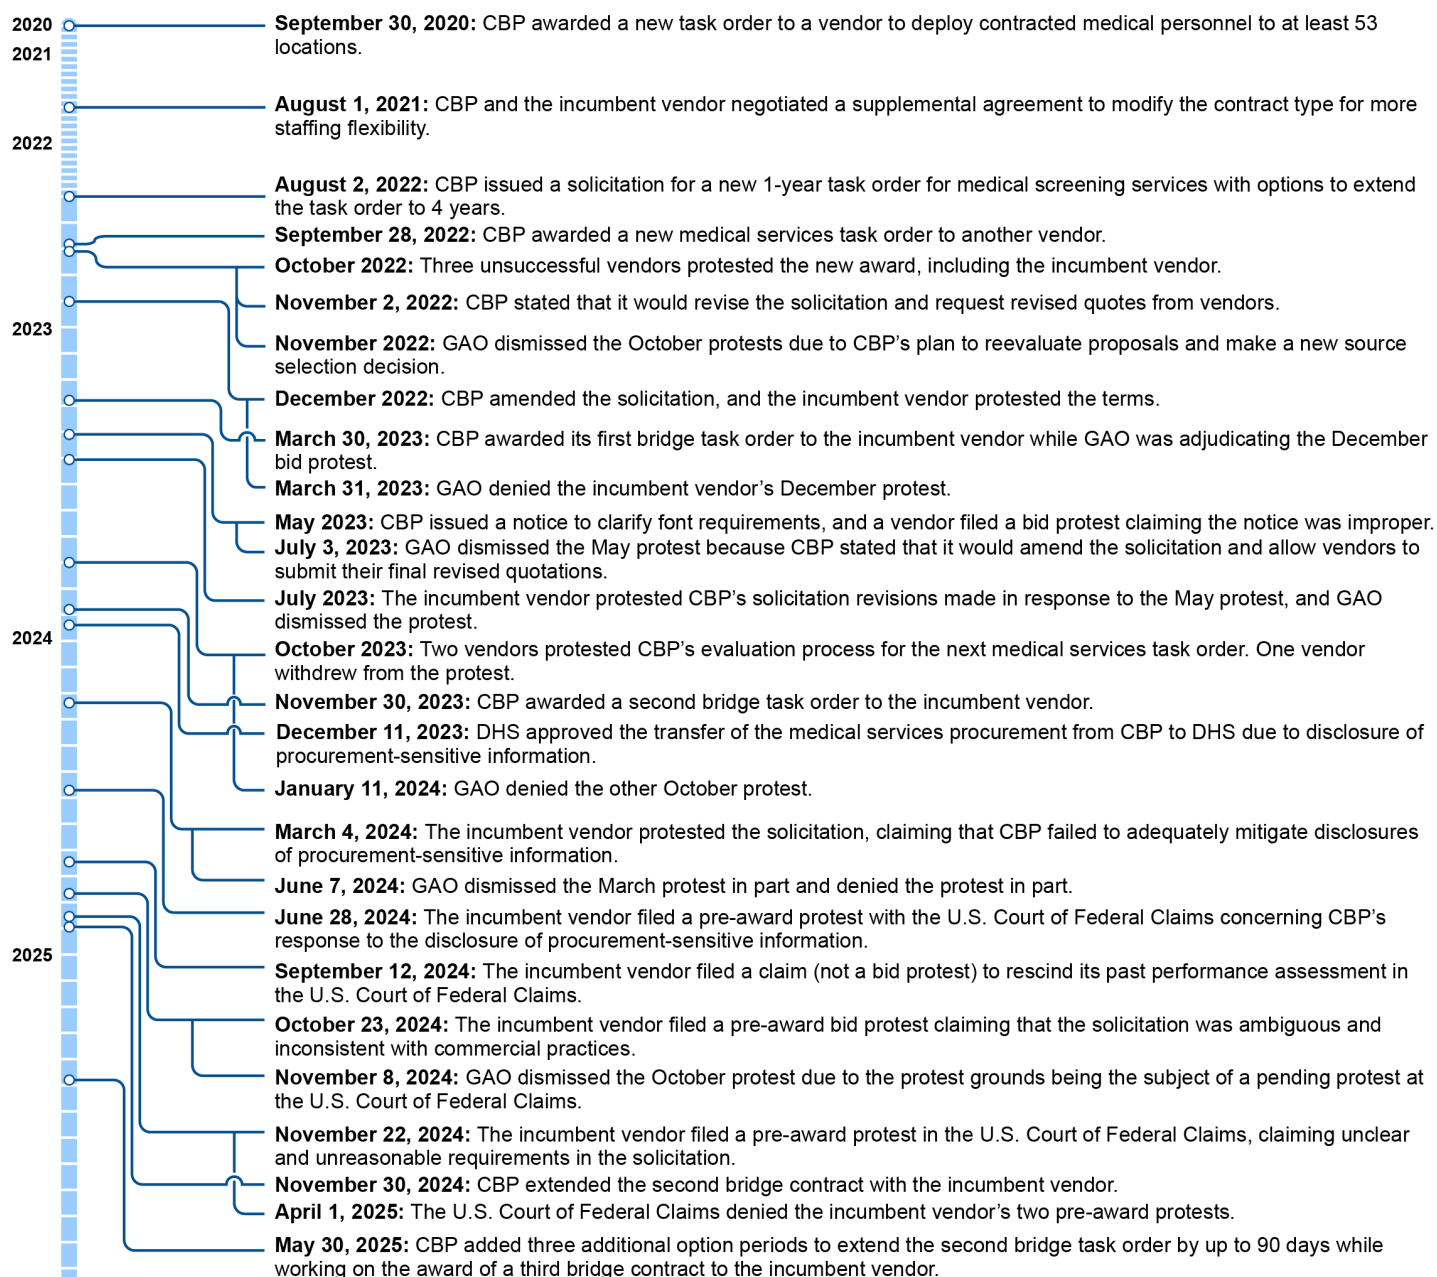 2020
September 30, 2020: CBP awarded a new task order to a vendor to deploy contracted medical personnel to at least 53
locations.
2021
August 1, 2021: CBP and the incumbent vendor negotiated a supplemental agreement to modify the contract type for more
staffing flexibility.
2022
August 2, 2022: CBP issued a solicitation for a new 1-year task order for medical screening services with options to extend
the task order to 4 years.
September 28, 2022: CBP awarded a new medical services task order to another vendor.
October 2022: Three unsuccessful vendors protested the new award, including the incumbent vendor.
November 2, 2022: CBP stated that it would revise the solicitation and request revised quotes from vendors.
2023
November 2022: GAO dismissed the October protests due to CBP’s plan to reevaluate proposals and make a new source
selection decision.
December 2022: CBP amended the solicitation, and the incumbent vendor protested the terms.
March 30, 2023: CBP awarded its first bridge task order to the incumbent vendor while GAO was adjudicating the December
bid protest.
March 31, 2023: GAO denied the incumbent vendor’s December protest.
May 2023: CBP issued a notice to clarify font requirements, and a vendor filed a bid protest claiming the notice was improper.
July 3, 2023: GAO dismissed the May protest because CBP stated that it would amend the solicitation and allow vendors to
submit their final revised quotations.
July 2023: The incumbent vendor protested CBP’s solicitation revisions made in response to the May protest, and GAO
dismissed the protest.
2024
October 2023: Two vendors protested CBP’s evaluation process for the next medical services task order. One vendor
withdrew from the protest.
November 30, 2023: CBP awarded a second bridge task order to the incumbent vendor.
December 11, 2023: DHS approved the transfer of the medical services procurement from CBP to DHS due to disclosure of
procurement-sensitive information.
January 11, 2024: GAO denied the other October protest.
March 4, 2024: The incumbent vendor protested the solicitation, claiming that CBP failed to adequately mitigate disclosures
of procurement-sensitive information.
June 7, 2024: GAO dismissed the March protest in part and denied the protest in part.
June 28, 2024: The incumbent vendor filed a pre-award protest with the U.S. Court of Federal Claims concerning CBP’s
response to the disclosure of procurement-sensitive information.
2025
September 12, 2024: The incumbent vendor filed a claim (not a bid protest) to rescind its past performance assessment in
the U.S. Court of Federal Claims.
October 23, 2024: The incumbent vendor filed a pre-award bid protest claiming that the solicitation was ambiguous and
inconsistent with commercial practices.
November 8, 2024: GAO dismissed the October protest due to the protest grounds being the subject of a pending protest at
the U.S. Court of Federal Claims.
November 22, 2024: The incumbent vendor filed a pre-award protest in the U.S. Court of Federal Claims, claiming unclear
and unreasonable requirements in the solicitation.
November 30, 2024: CBP extended the second bridge contract with the incumbent vendor.
April 1, 2025: The U.S. Court of Federal Claims denied the incumbent vendor’s two pre-award protests.
May 30, 2025: CBP added three additional option periods to extend the second bridge task order by up to 90 days while
working on the award of a third bridge contract to the incumbent vendor.